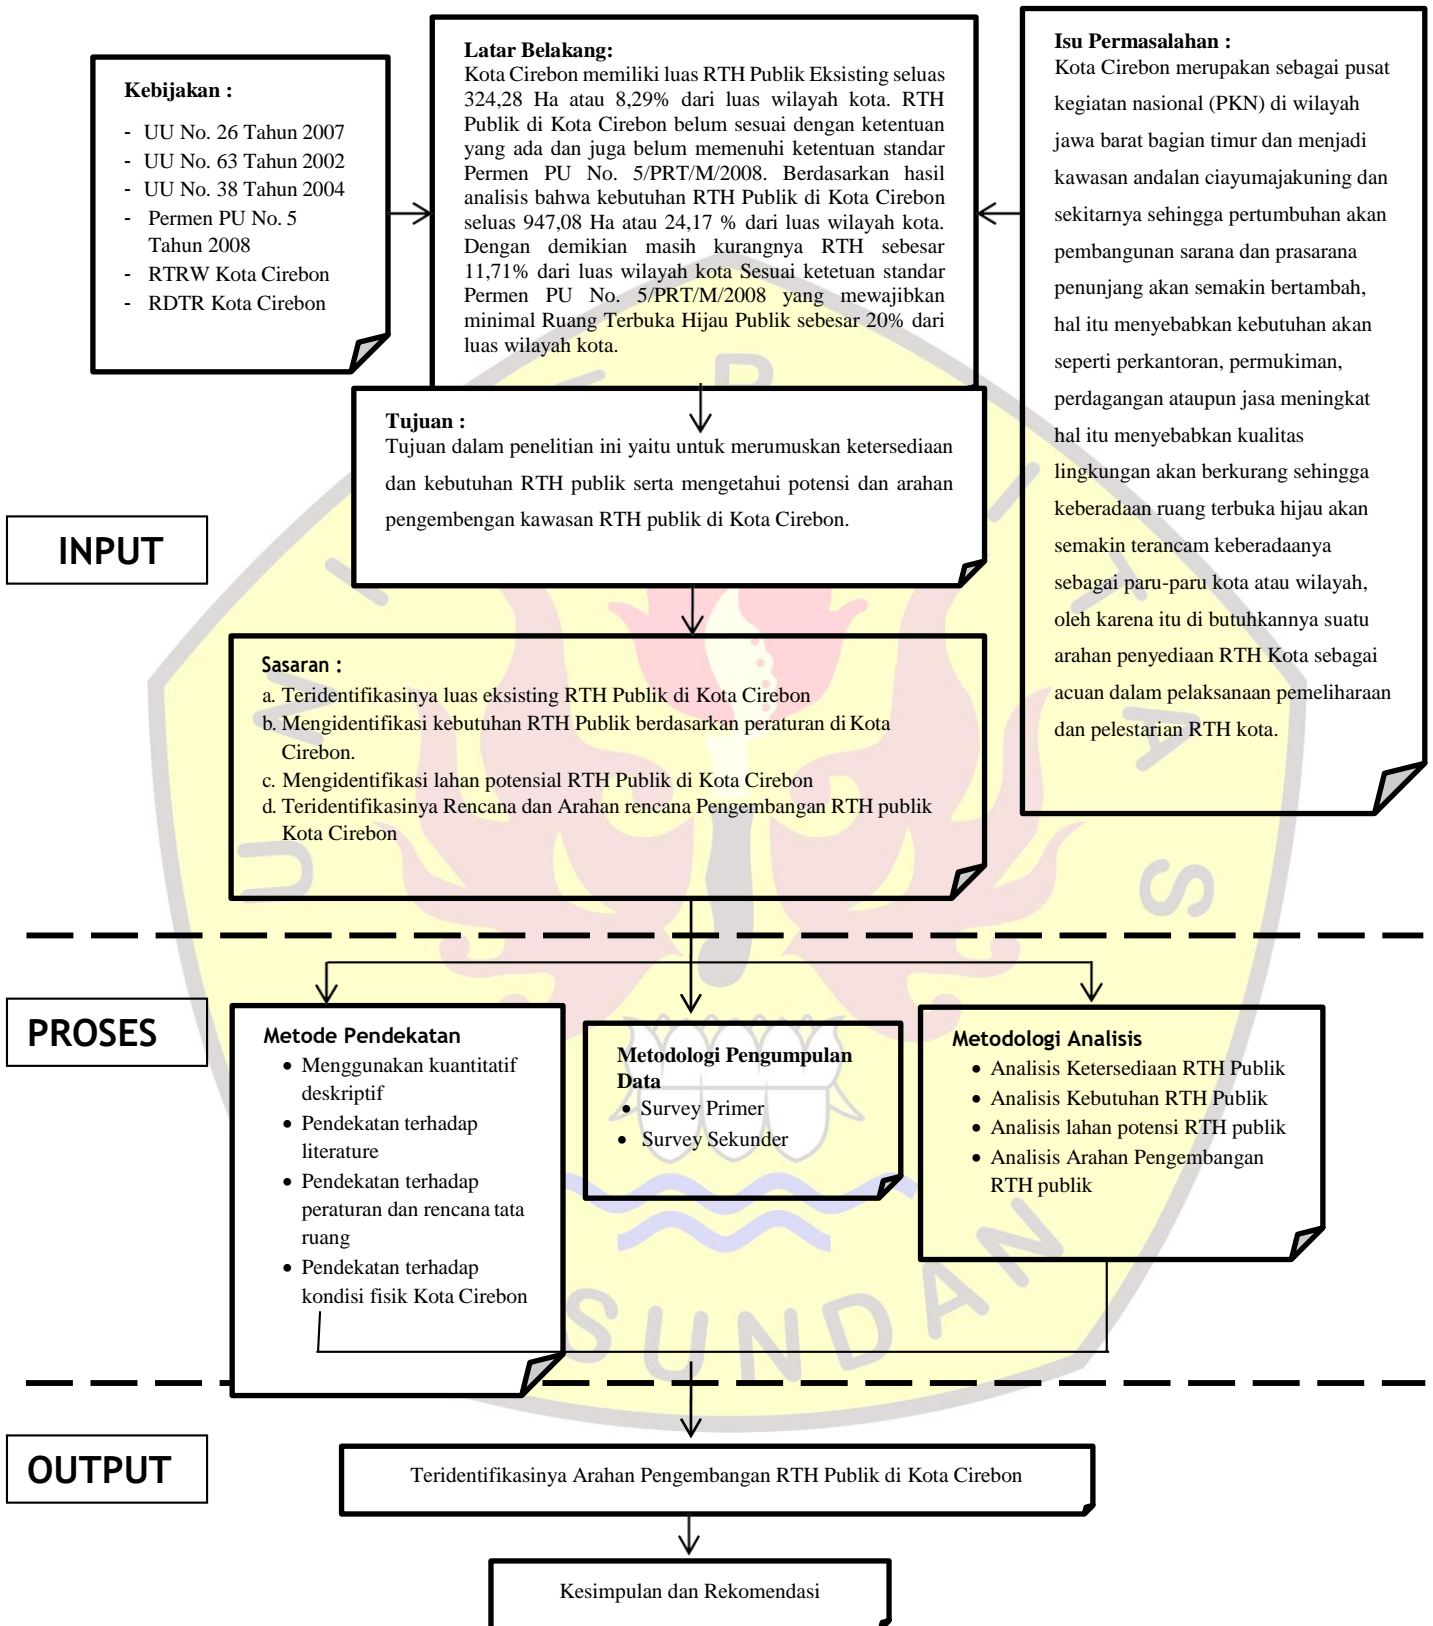 Kebijakan :
- UU No. 26 Tahun 2007
- UU No. 63 Tahun 2002
- UU No. 38 Tahun 2004
- Permen PU No. 5
Tahun 2008
- RTRW Kota Cirebon
- RDTR Kota Cirebon
Latar Belakang:
Kota Cirebon memiliki luas RTH Publik Eksisting seluas
324,28 Ha atau 8,29% dari luas wilayah kota. RTH
Publik di Kota Cirebon belum sesuai dengan ketentuan
yang ada dan juga belum memenuhi ketentuan standar
Permen PU No. 5/PRT/M/2008. Berdasarkan hasil
analisis bahwa kebutuhan RTH Publik di Kota Cirebon
seluas 947,08 Ha atau 24,17 % dari luas wilayah kota.
Dengan demikian masih kurangnya RTH sebesar
11,71% dari luas wilayah kota Sesuai ketetuan standar
Permen PU No. 5/PRT/M/2008 yang mewajibkan
minimal Ruang Terbuka Hijau Publik sebesar 20% dari
luas wilayah kota.
Isu Permasalahan :
Kota Cirebon merupakan sebagai pusat
kegiatan nasional (PKN) di wilayah
jawa barat bagian timur dan menjadi
kawasan andalan ciayumajakuning dan
sekitarnya sehingga pertumbuhan akan
pembangunan sarana dan prasarana
penunjang akan semakin bertambah,
hal itu menyebabkan kebutuhan akan
seperti perkantoran, permukiman,
perdagangan ataupun jasa meningkat
hal itu menyebabkan kualitas
lingkungan akan berkurang sehingga
keberadaan ruang terbuka hijau akan
semakin terancam keberadaanya
sebagai paru-paru kota atau wilayah,
oleh karena itu di butuhkannya suatu
arahan penyediaan RTH Kota sebagai
acuan dalam pelaksanaan pemeliharaan
dan pelestarian RTH kota.
Tujuan :
Tujuan dalam penelitian ini yaitu untuk merumuskan ketersediaan
dan kebutuhan RTH publik serta mengetahui potensi dan arahan
pengembengan kawasan RTH publik di Kota Cirebon.
INPUT
Sasaran :
a. Teridentifikasinya luas eksisting RTH Publik di Kota Cirebon
b. Mengidentifikasi kebutuhan RTH Publik berdasarkan peraturan di Kota
Cirebon.
c. Mengidentifikasi lahan potensial RTH Publik di Kota Cirebon
d. Teridentifikasinya Rencana dan Arahan rencana Pengembangan RTH publik
Kota Cirebon
PROSES
Metode Pendekatan
• Menggunakan kuantitatif
deskriptif
• Pendekatan terhadap
literature
• Pendekatan terhadap
peraturan dan rencana tata
ruang
• Pendekatan terhadap
kondisi fisik Kota Cirebon
Metodologi Pengumpulan
Data
• Survey Primer
• Survey Sekunder
Metodologi Analisis
• Analisis Ketersediaan RTH Publik
• Analisis Kebutuhan RTH Publik
• Analisis lahan potensi RTH publik
• Analisis Arahan Pengembangan
RTH publik
OUTPUT
Teridentifikasinya Arahan Pengembangan RTH Publik di Kota Cirebon
Kesimpulan dan Rekomendasi